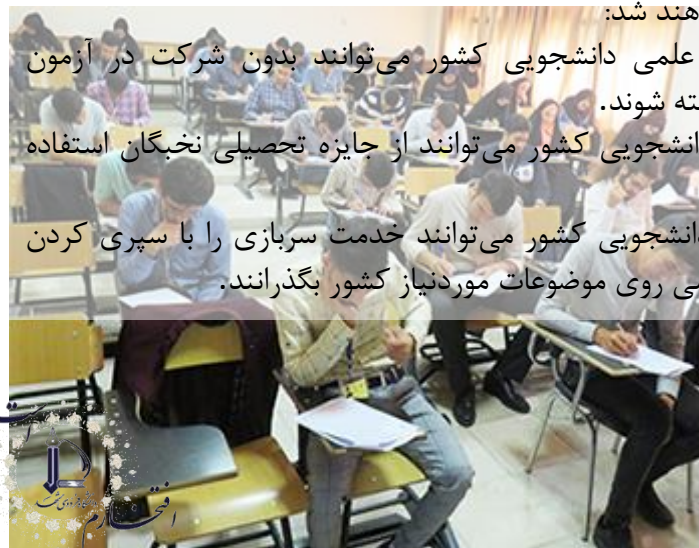 هند شد:
علمی دانشجویی کشور می‌توانند بدون شرکت در آزمون
ته شوند.
انشجویی کشور می‌توانند از جایزه تحصیلی نخبگان استفاده
انشجویی کشور می‌توانند خدمت سربازی را با سپری کردن
ی روی موضوعات موردنیاز کشور بگذرانند.